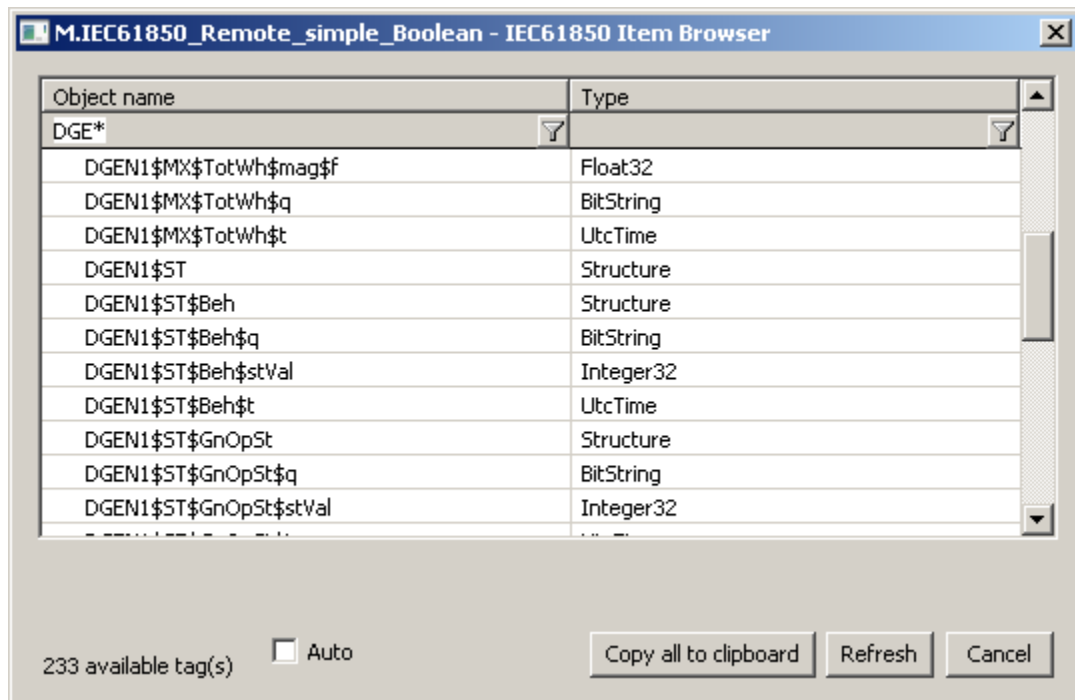 M.IEC61850_Remote_simple_Boolean - IEC61850 Item Browser
Object name Type
DGE*
DGEN1$MX$TotWh$mag$f Float32
DGEN1$MX$TotWh$q BitString
DGEN1$MX$TotWh$t UtcTime
DGEN1$ST Structure
DGEN1$ST$Beh Structure
DGEN1$ST$Beh$q BitString
DGEN1$ST$Beh$stVal Integer32
DGEN1$ST$Beh$t UtcTime
DGEN1$ST$GnOpSt Structure
DGEN1$ST$GnOpSt$q BitString
DGEN1$ST$GnOpSt$stVal Integer32
233 available tag(s) Auto Copy all to clipboard Refresh Cancel